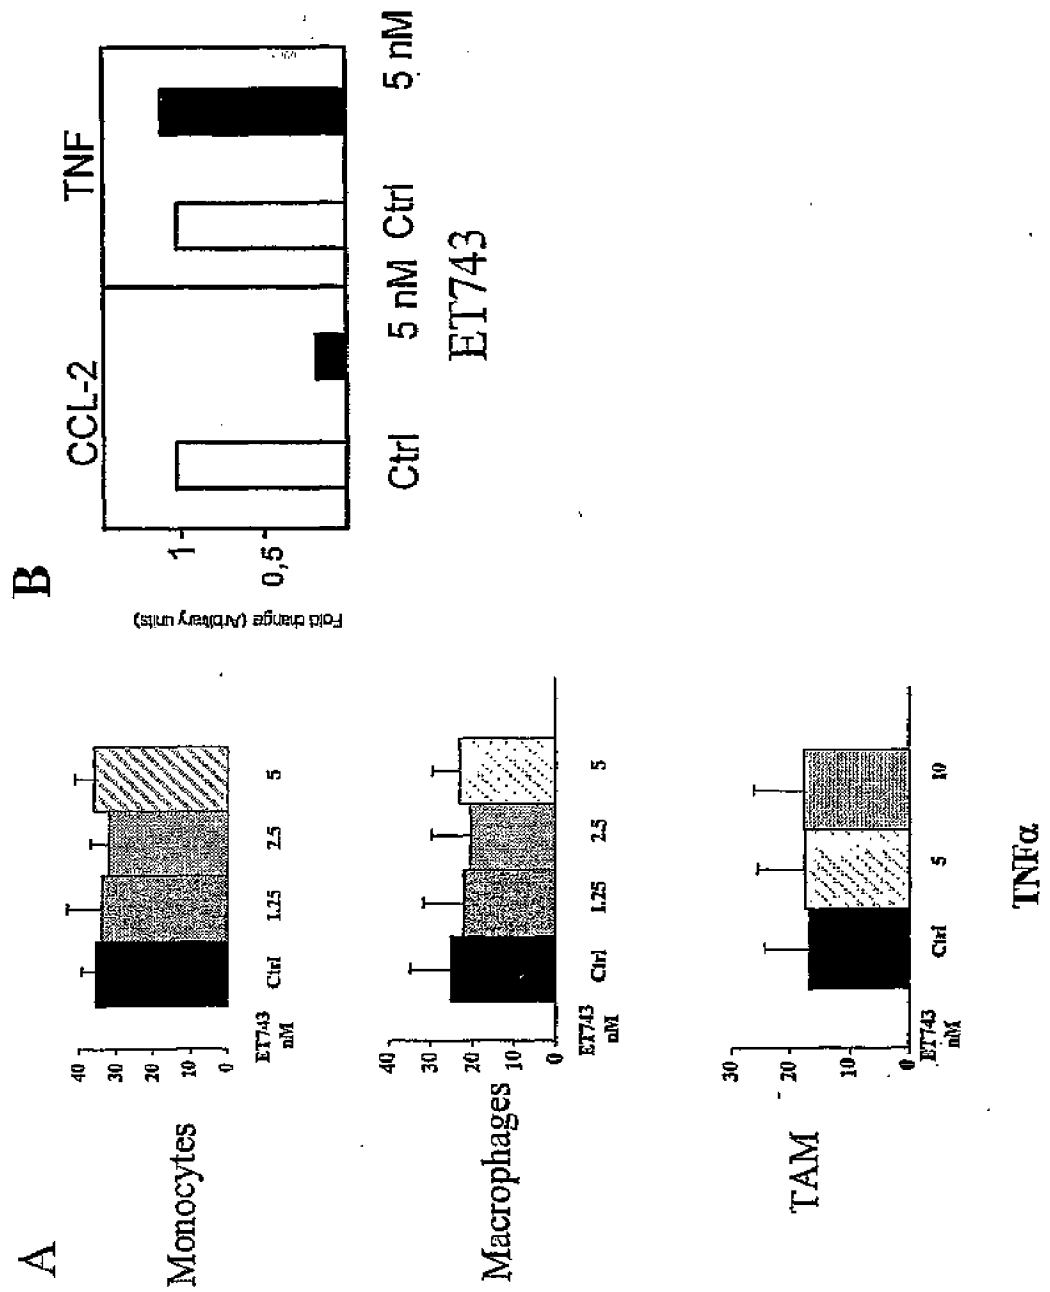 A
Monocytes
40
30
20
10
0
ET743
nM
Ctrl
1.25
2.5
5
Macrophages
40
30
20
10
0
ET743
nM
Ctrl
1.25
2.5
5
TAM
30
20
10
0
ET743
nM
Ctrl
5
10
TNFα
B
CCL-2
TNF
Fold change (Arbitrary units)
1
0,5
Ctrl
5 nM
Ctrl
5 nM
ET743